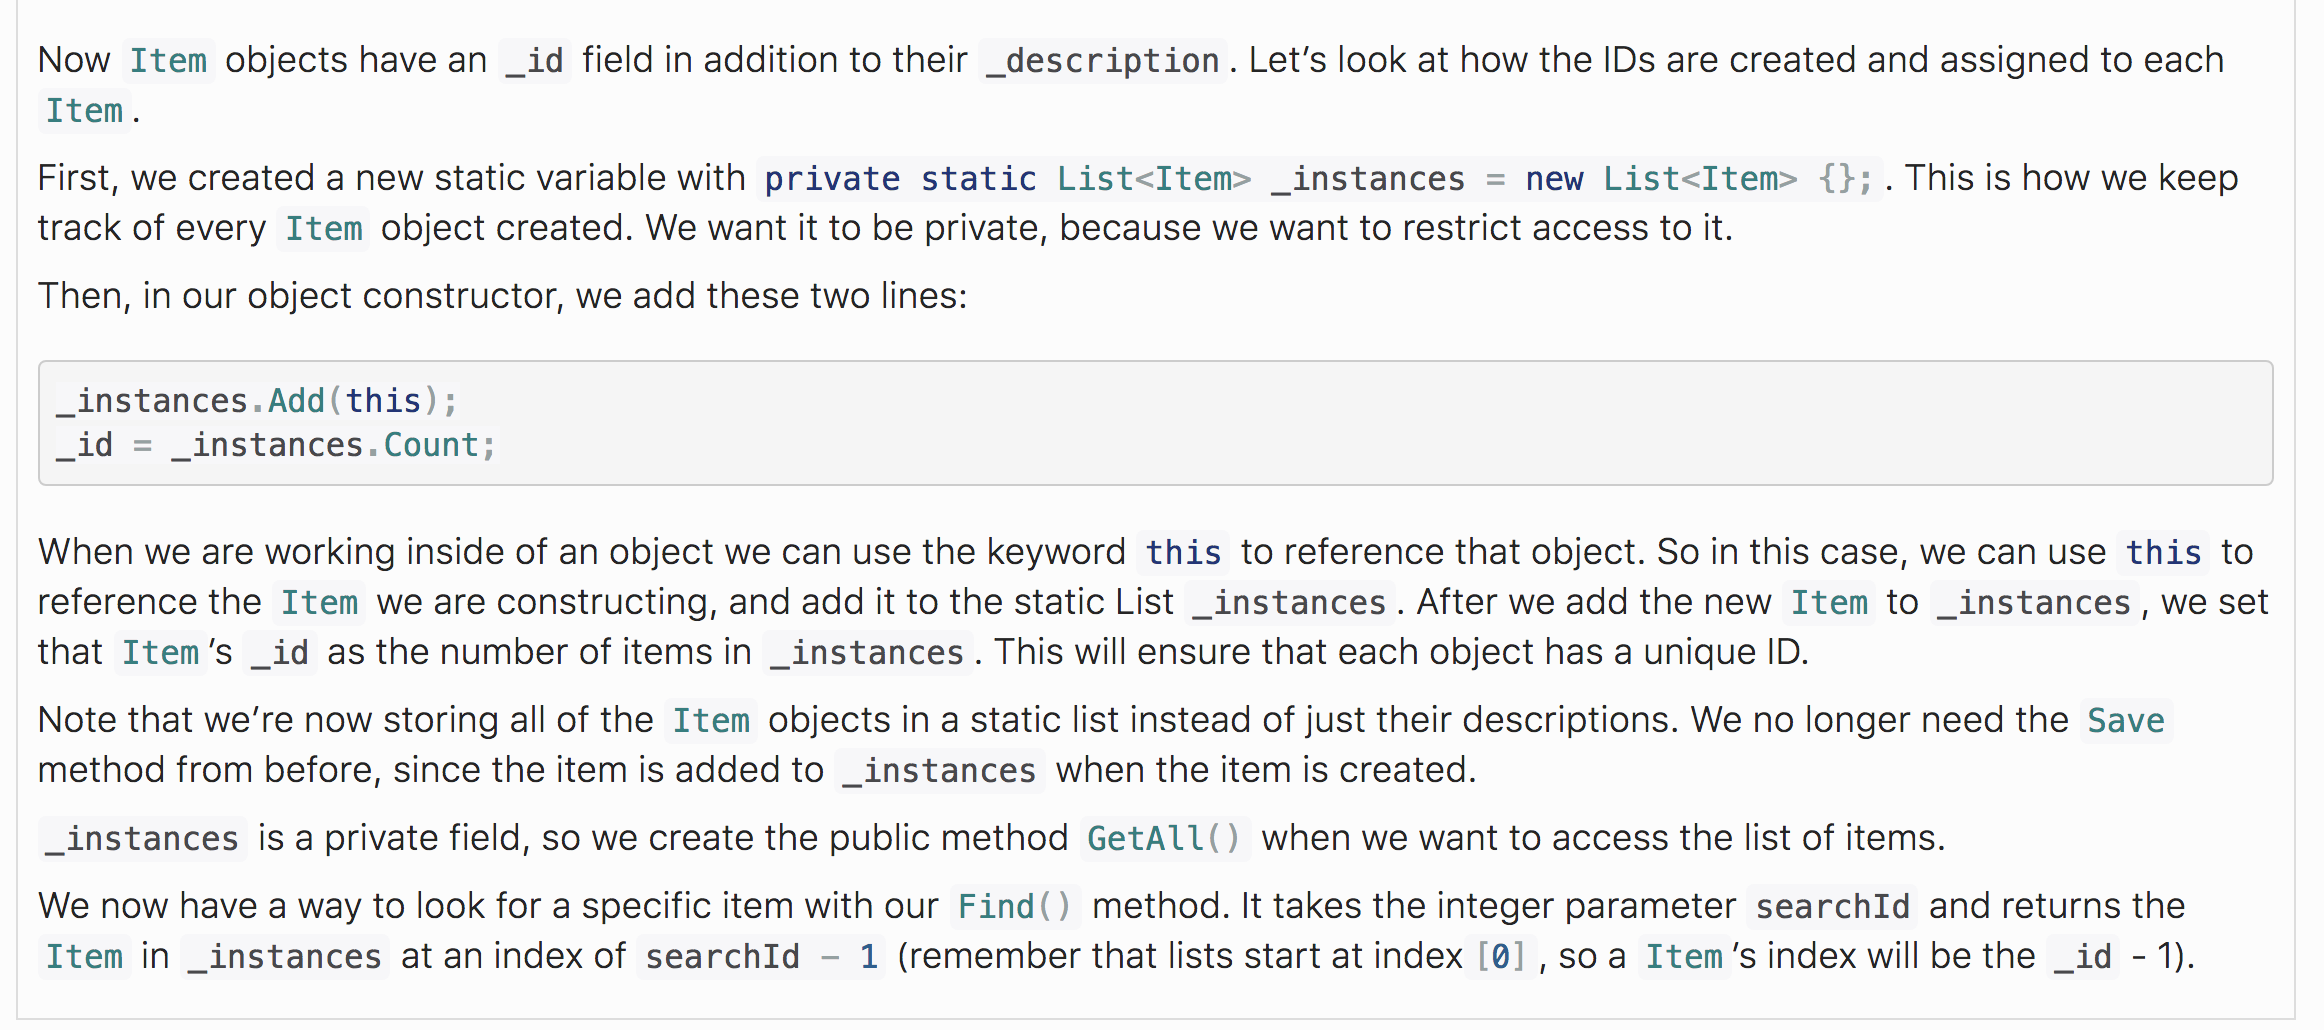 Now Item objects have an _id field in addition to their _description. Let’s look at how the IDs are created and assigned to each
Item.
First, we created a new static variable with private static List<Item> _instances = new List<Item> {};. This is how we keep
track of every Item object created. We want it to be private, because we want to restrict access to it.
Then, in our object constructor, we add these two lines:
_instances.Add(this);
_id = _instances.Count;
When we are working inside of an object we can use the keyword this to reference that object. So in this case, we can use this to
reference the Item we are constructing, and add it to the static List _instances. After we add the new Item to _instances, we set
that Item’s _id as the number of items in _instances. This will ensure that each object has a unique ID.
Note that we’re now storing all of the Item objects in a static list instead of just their descriptions. We no longer need the Save
method from before, since the item is added to _instances when the item is created.
_instances is a private field, so we create the public method GetAll() when we want to access the list of items.
We now have a way to look for a specific item with our Find() method. It takes the integer parameter searchId and returns the
Item in _instances at an index of searchId - 1 (remember that lists start at index [0], so a Item’s index will be the _id - 1).